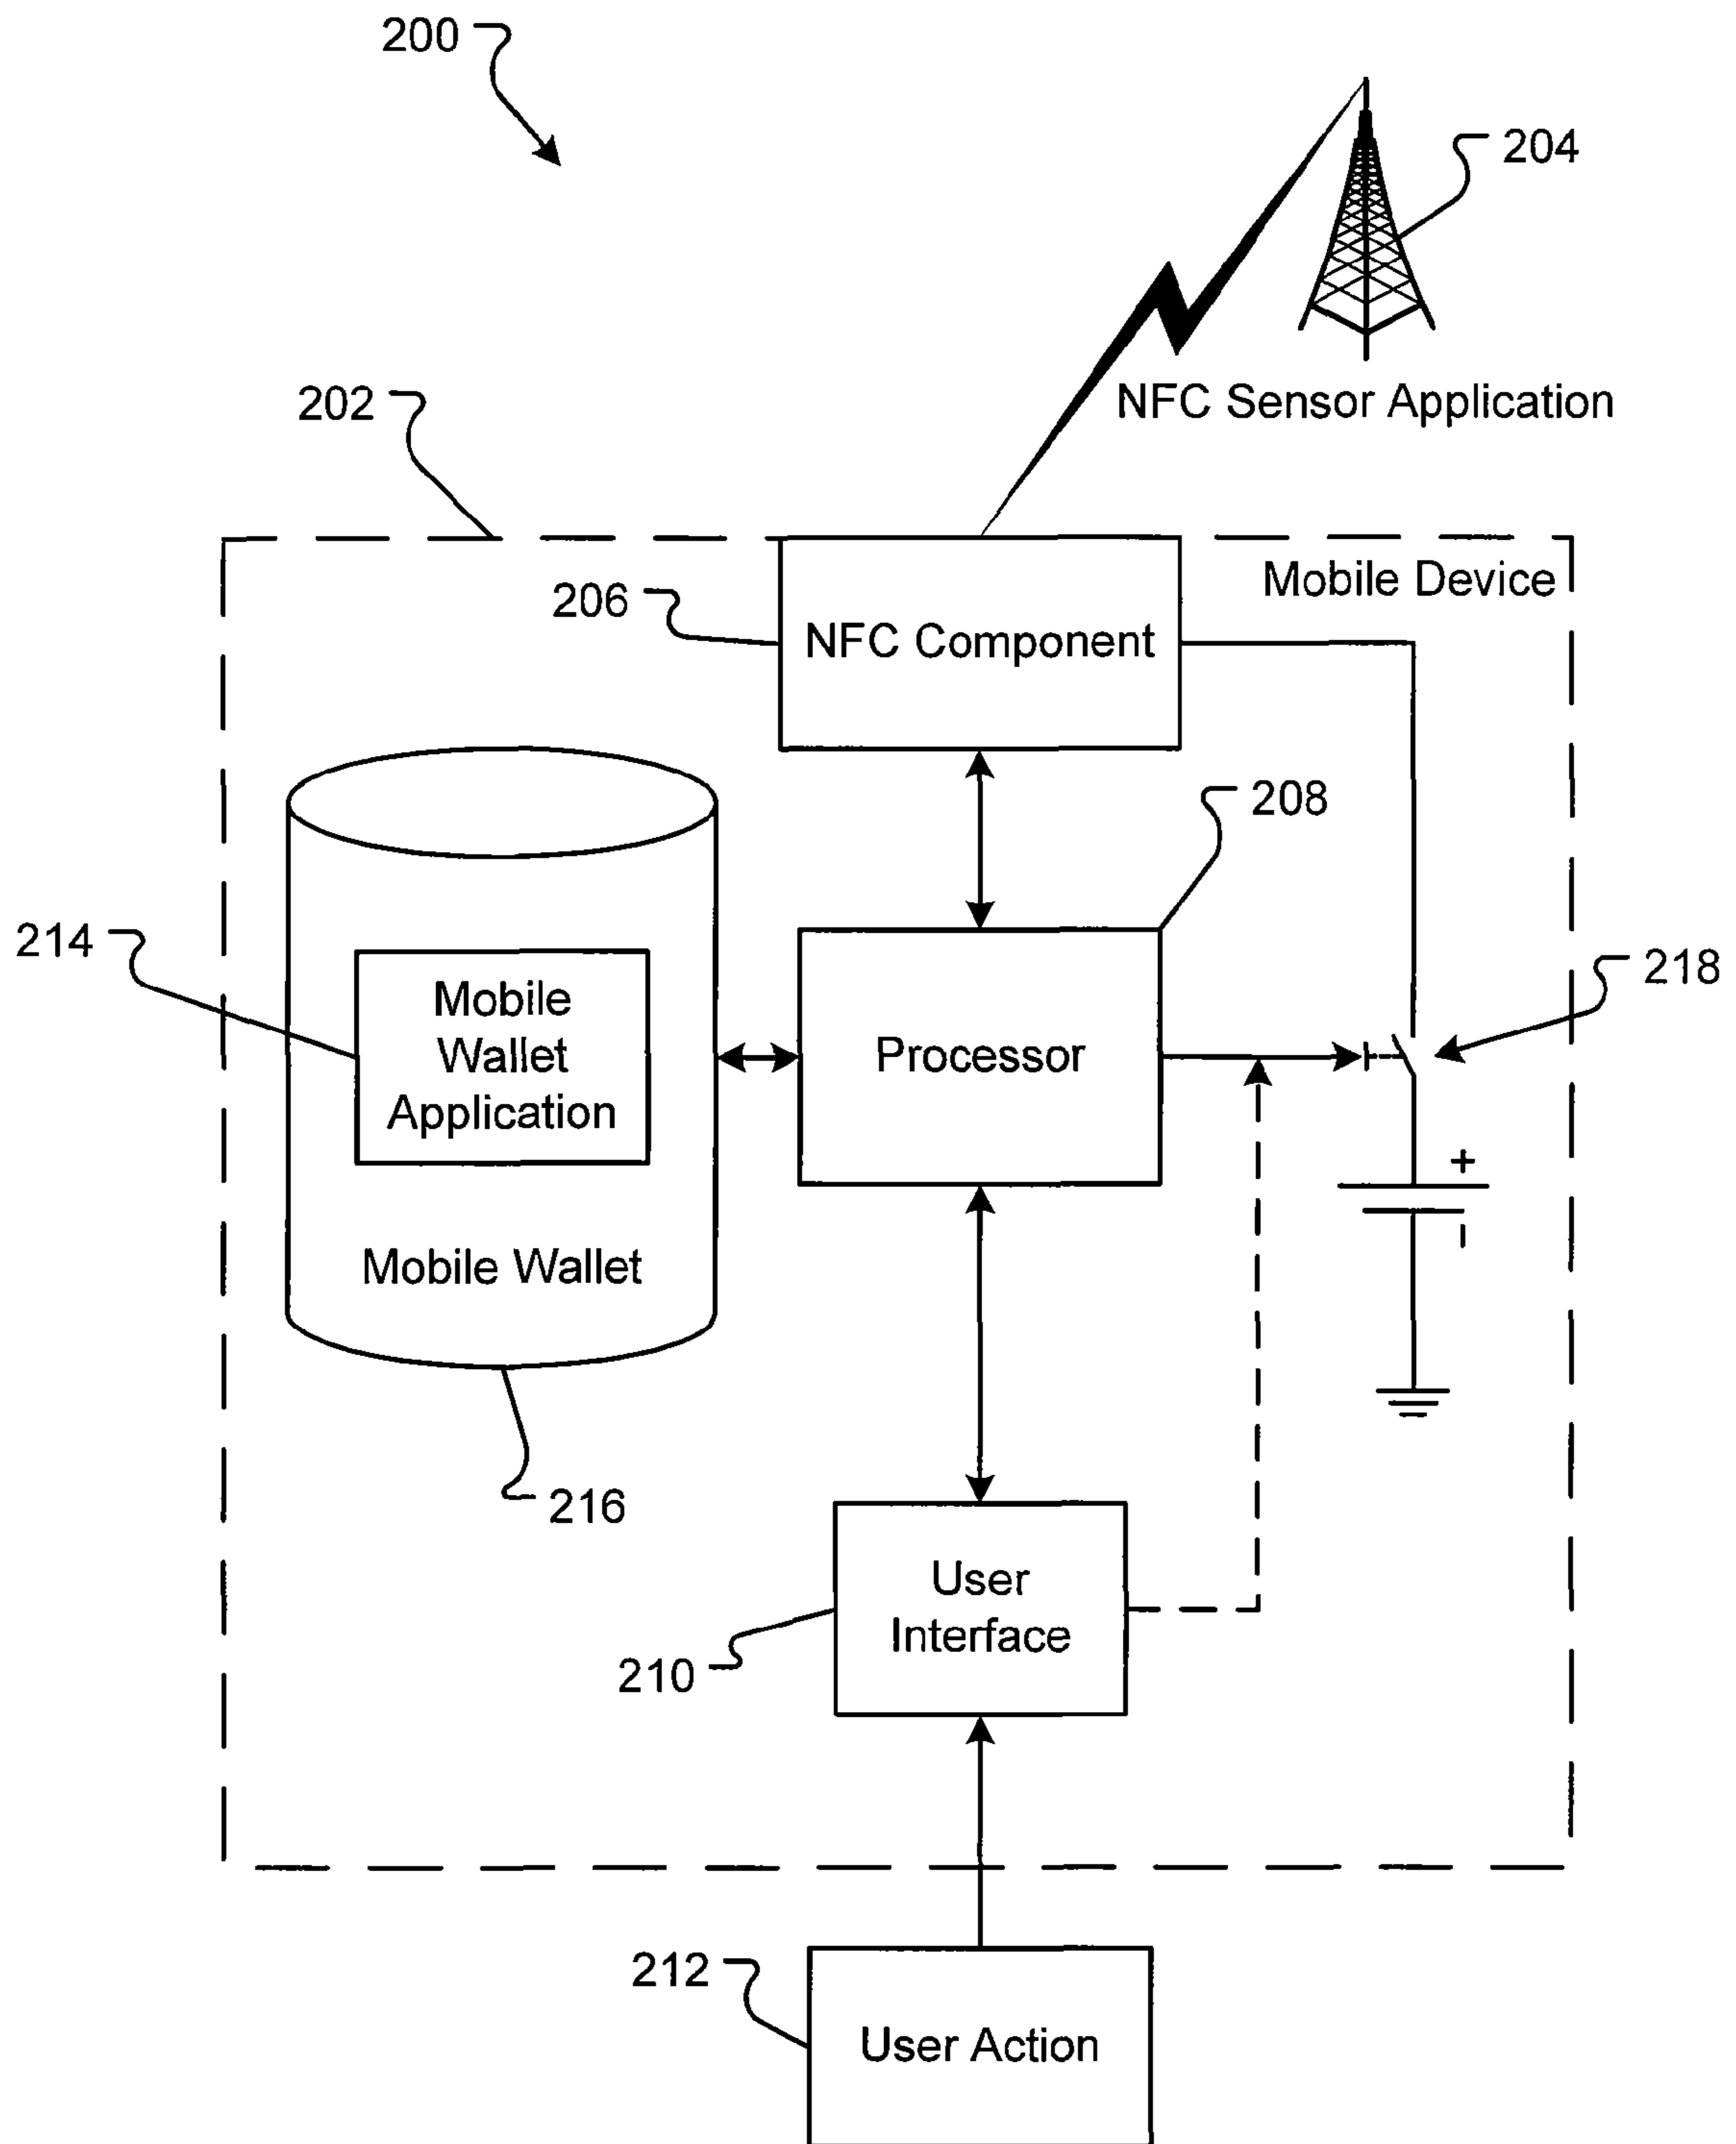 200
204
NFC Sensor Application
202
Mobile Device
206
NFC Component
208
214
Mobile
Wallet
Application
Processor
218
+
-
Mobile Wallet
216
User
Interface
210
212
User Action